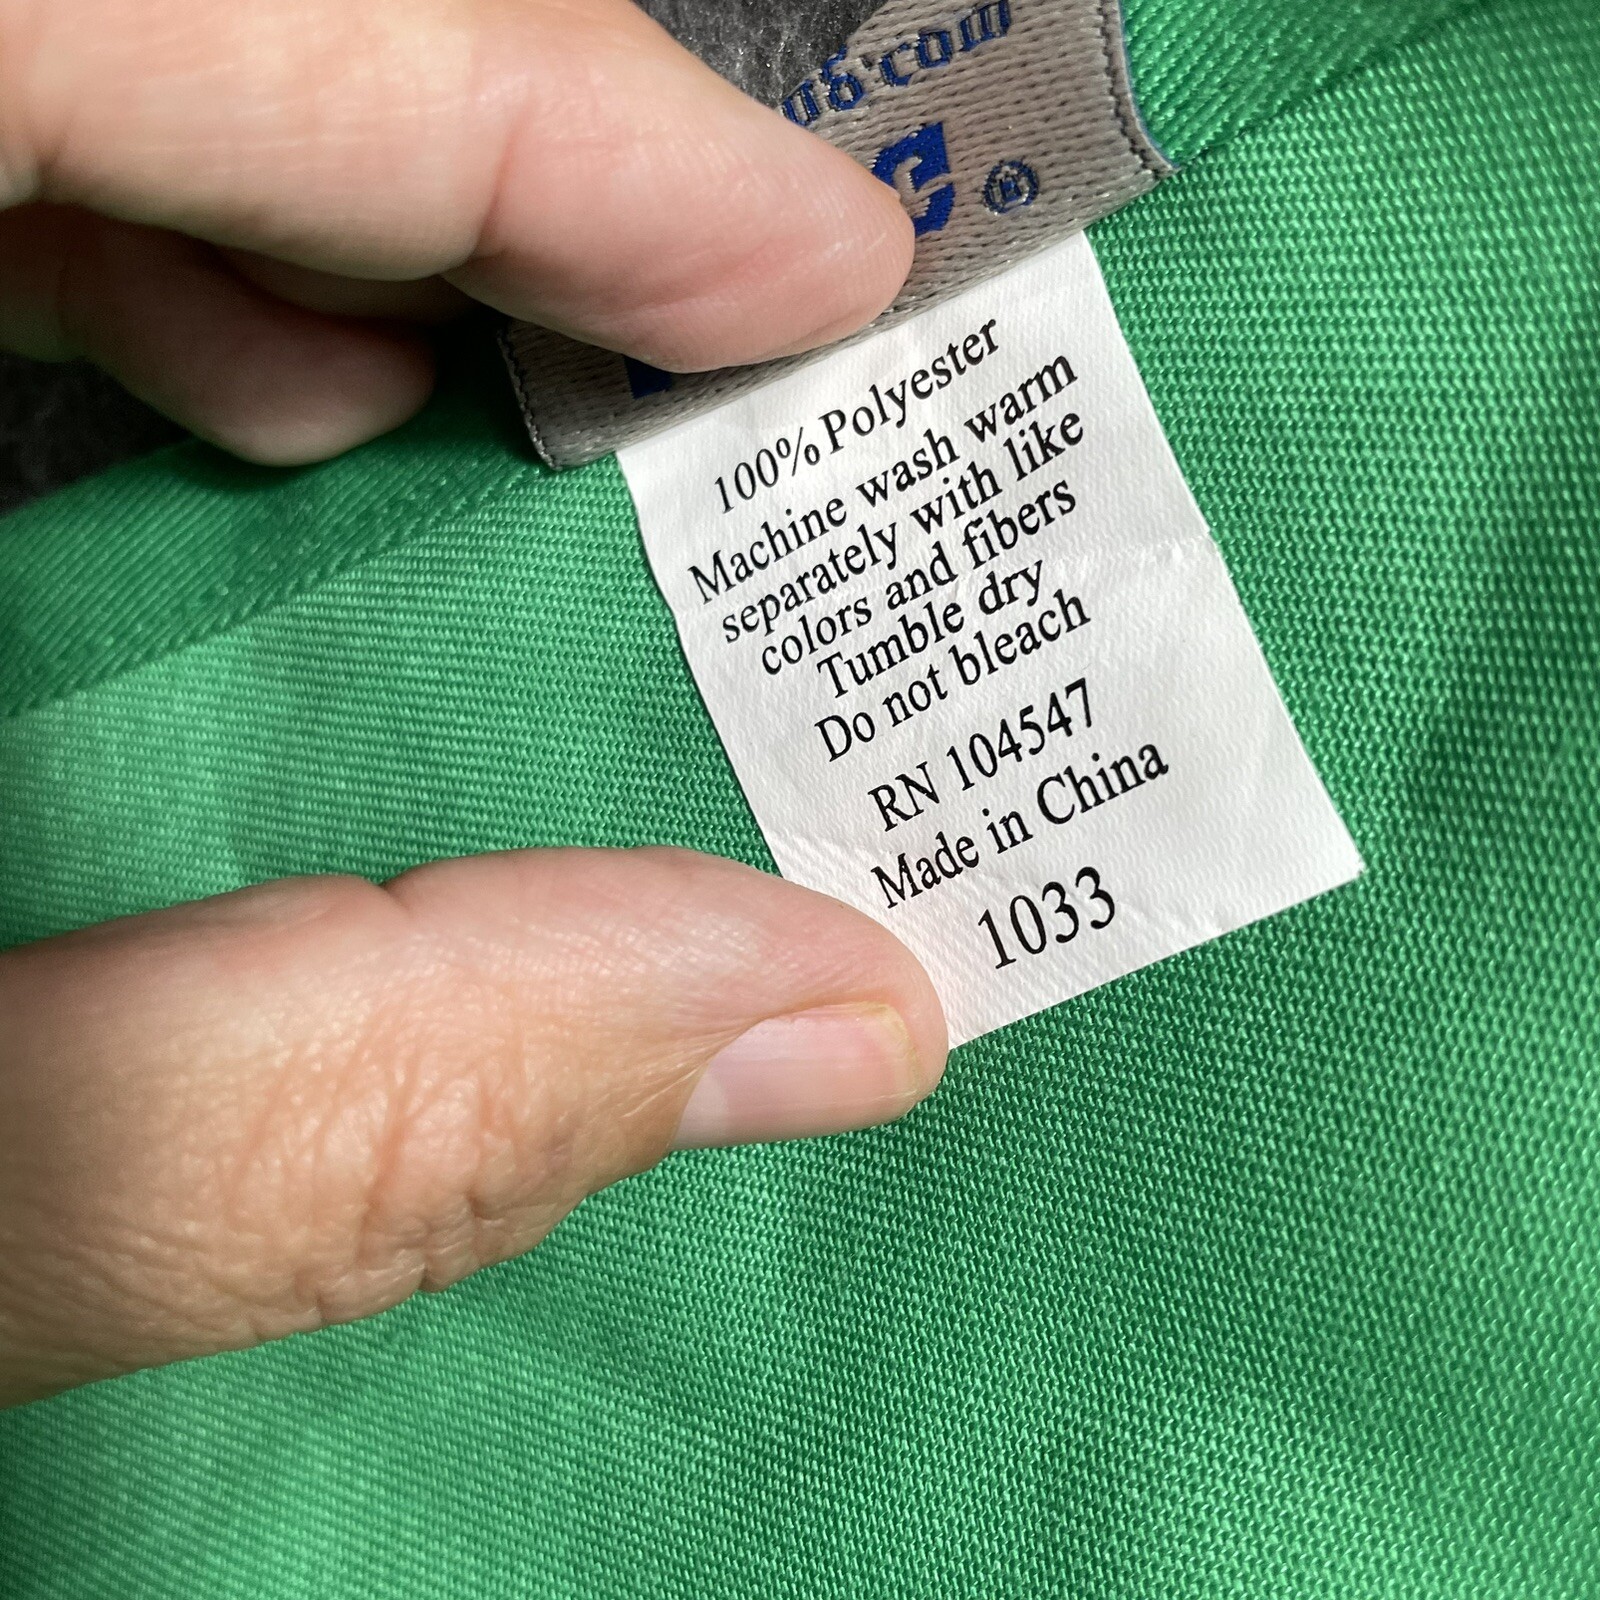 100% Polyester
Machine wash warm
separately with like
colors and fibers
Tumble dry
Do not bleach
RN 104547
Made in China
1033